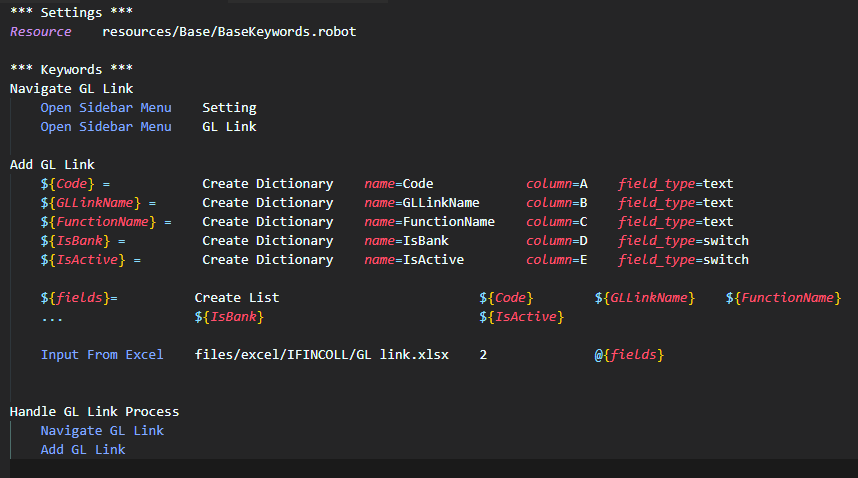 *** Settings ***
Resource    resources/Base/BaseKeywords.robot
*** Keywords ***
Navigate GL Link
    Open Sidebar Menu    Setting
    Open Sidebar Menu    GL Link
Add GL Link
    ${Code} =            Create Dictionary    name=Code            column=A    field_type=text
    ${GLLinkName} =      Create Dictionary    name=GLLinkName      column=B    field_type=text
    ${FunctionName} =    Create Dictionary    name=FunctionName    column=C    field_type=text
    ${IsBank} =          Create Dictionary    name=IsBank          column=D    field_type=switch
    ${IsActive} =        Create Dictionary    name=IsActive        column=E    field_type=switch
    ${fields}=          Create List                          ${Code}        ${GLLinkName}    ${FunctionName}
    ...                 ${IsBank}                            ${IsActive}
    Input From Excel    files/excel/IFINCOLL/GL link.xlsx    2              @{fields}
Handle GL Link Process
    Navigate GL Link
    Add GL Link